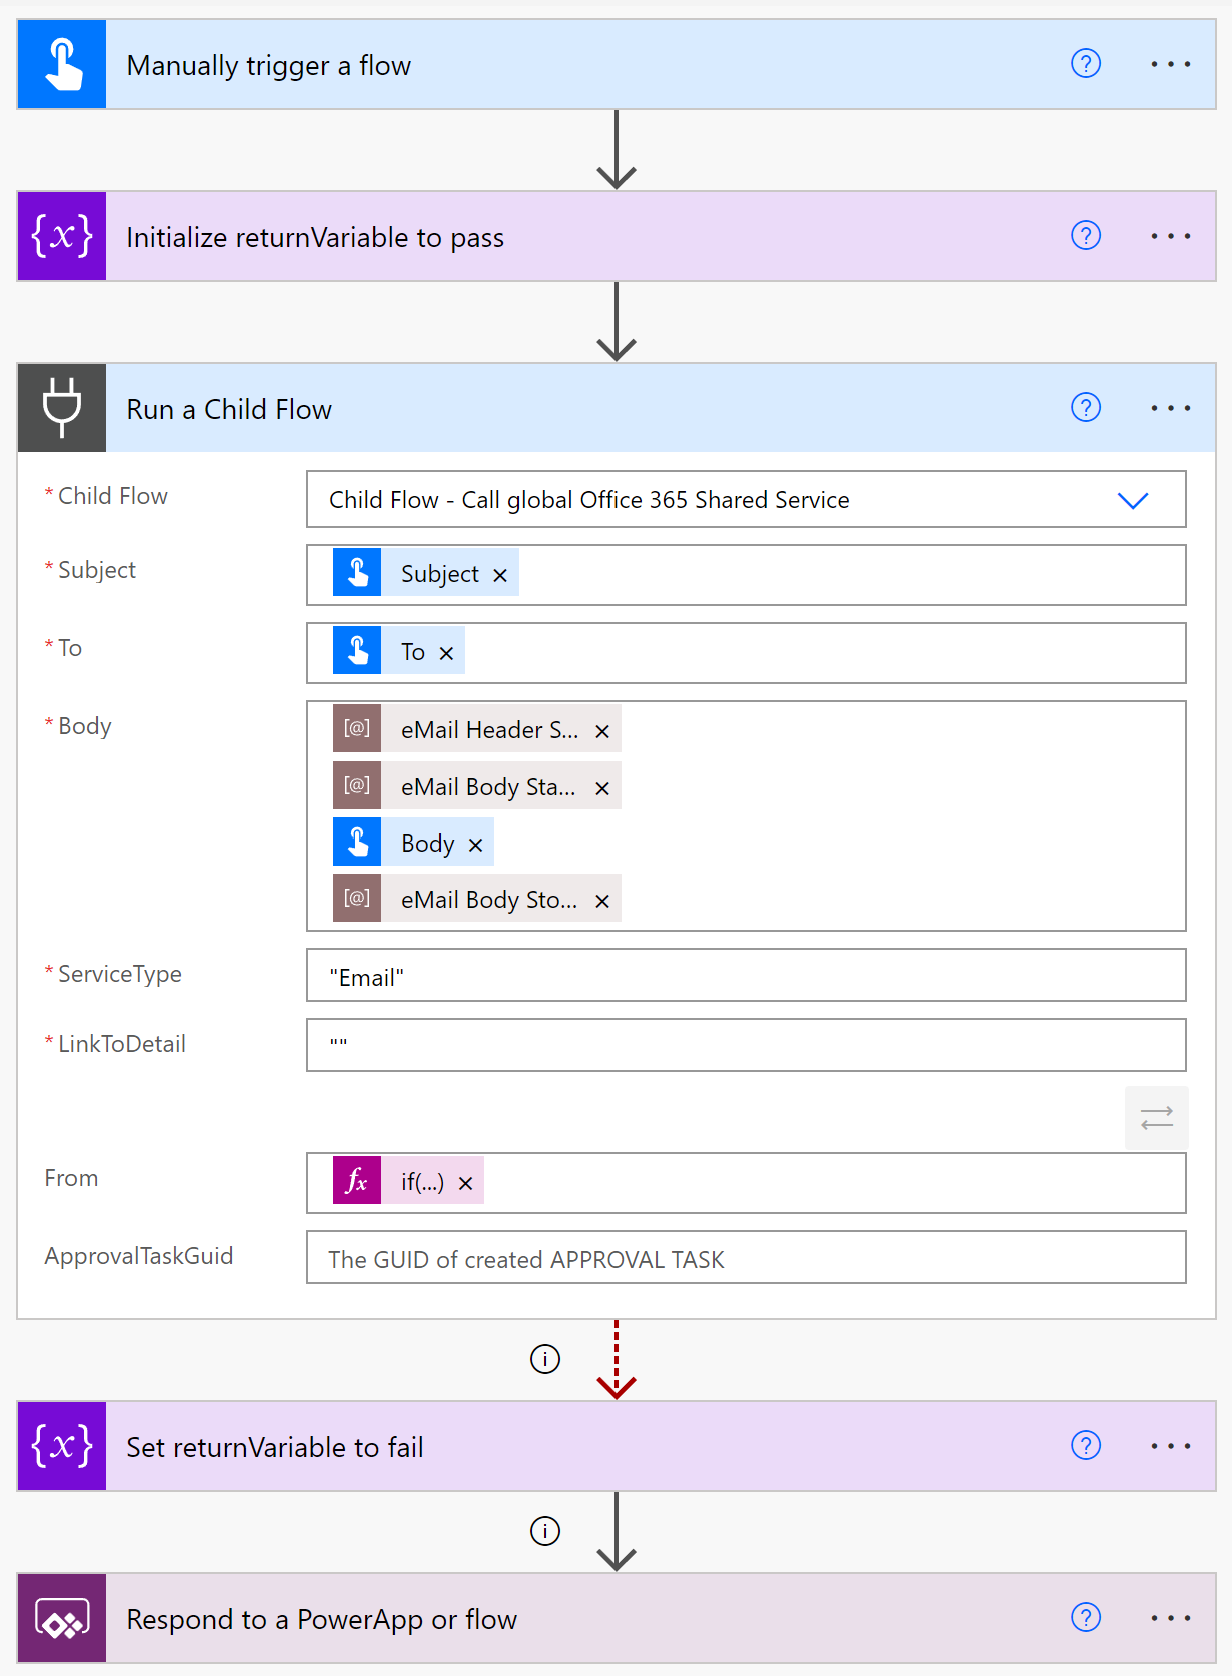 Manually trigger a flow
{x} Initialize returnVariable to pass
Run a Child Flow
* Child Flow
Child Flow - Call global Office 365 Shared Service
* Subject
Subject ×
* To
To ×
* Body
[@] eMail Header S... ×
[@] eMail Body Sta... ×
Body ×
[@] eMail Body Sto... ×
* ServiceType
"Email"
* LinkToDetail
""
From
fx if(...) ×
ApprovalTaskGuid
The GUID of created APPROVAL TASK
{x} Set returnVariable to fail
Respond to a PowerApp or flow